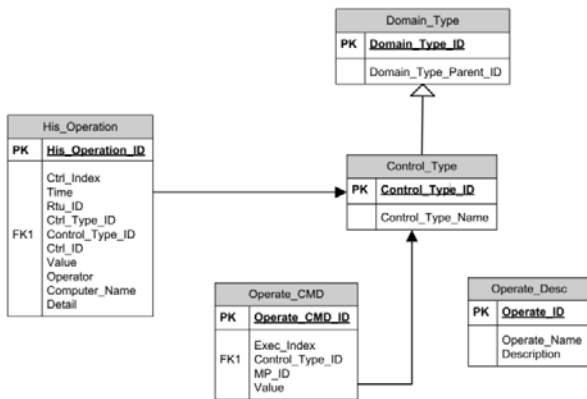 Domain_Type
PK Domain_Type_ID
Domain_Type_Parent_ID
His_Operation
PK His_Operation_ID
Ctrl_Index
Time
Rtu_ID
Ctrl_Type_ID
FK1 Control_Type_ID
Ctrl_ID
Value
Operator
Computer_Name
Detail
Control_Type
PK Control_Type_ID
Control_Type_Name
Operate_CMD
PK Operate_CMD_ID
Exec_Index
FK1 Control_Type_ID
MP_ID
Value
Operate_Desc
PK Operate_ID
Operate_Name
Description